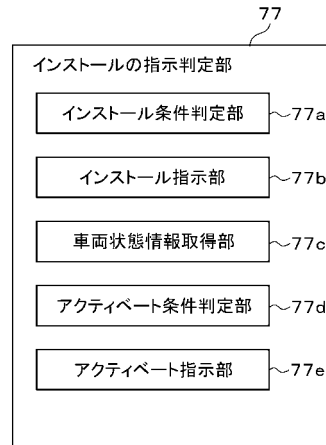 77
インストールの指示判定部
インストール条件判定部 77a
インストール指示部 77b
車両状態情報取得部 77c
アクティベート条件判定部 77d
アクティベート指示部 77e